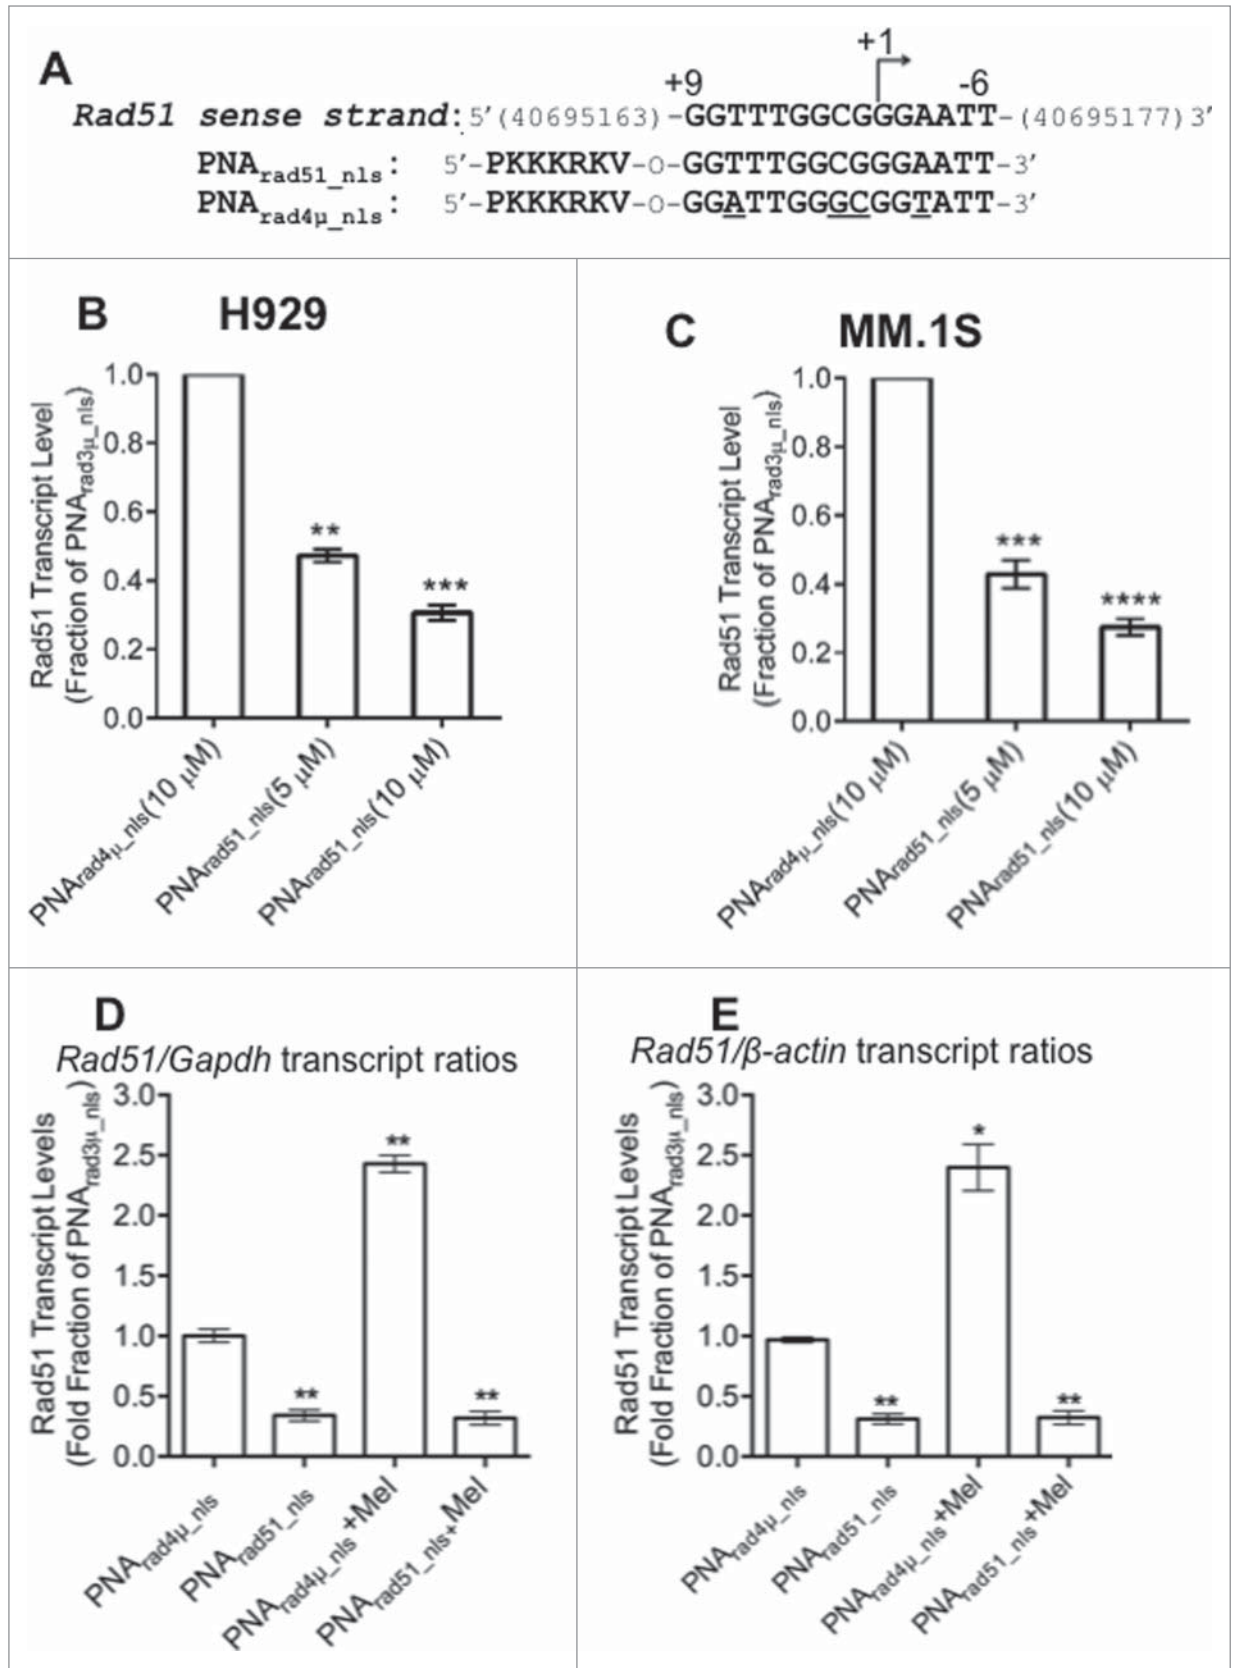 A
+1
+9
-6
Rad51 sense strand: 5′(40695163)-GGTTTGGCGGGAATT-(40695177)3′
PNArad51_nls: 5′-PKKKRKV-O-GGTTTGGCGGGAATT-3′
PNArad4µ_nls: 5′-PKKKRKV-O-GGATTGGGCGGTATT-3′
B
H929
Rad51 Transcript Level
(Fraction of PNArad3µ_nls)
1.0
0.8
0.6
0.4
0.2
0.0
**
***
PNArad4µ_nls(10 µM)
PNArad51_nls(5 µM)
PNArad51_nls(10 µM)
C
MM.1S
Rad51 Transcript Level
(Fraction of PNArad3µ_nls)
1.0
0.8
0.6
0.4
0.2
0.0
***
****
PNArad4µ_nls(10 µM)
PNArad51_nls(5 µM)
PNArad51_nls(10 µM)
D
Rad51/Gapdh transcript ratios
Rad51 Transcript Levels
(Fold Fraction of PNArad3µ_nls)
3.0
2.5
2.0
1.5
1.0
0.5
0.0
**
**
**
PNArad4µ_nls
PNArad51_nls
PNArad4µ_nls+Mel
PNArad51_nls+Mel
E
Rad51/β-actin transcript ratios
Rad51 Transcript Levels
(Fold Fraction of PNArad3µ_nls)
3.0
2.5
2.0
1.5
1.0
0.5
0.0
**
*
**
PNArad4µ_nls
PNArad51_nls
PNArad4µ_nls+Mel
PNArad51_nls+Mel